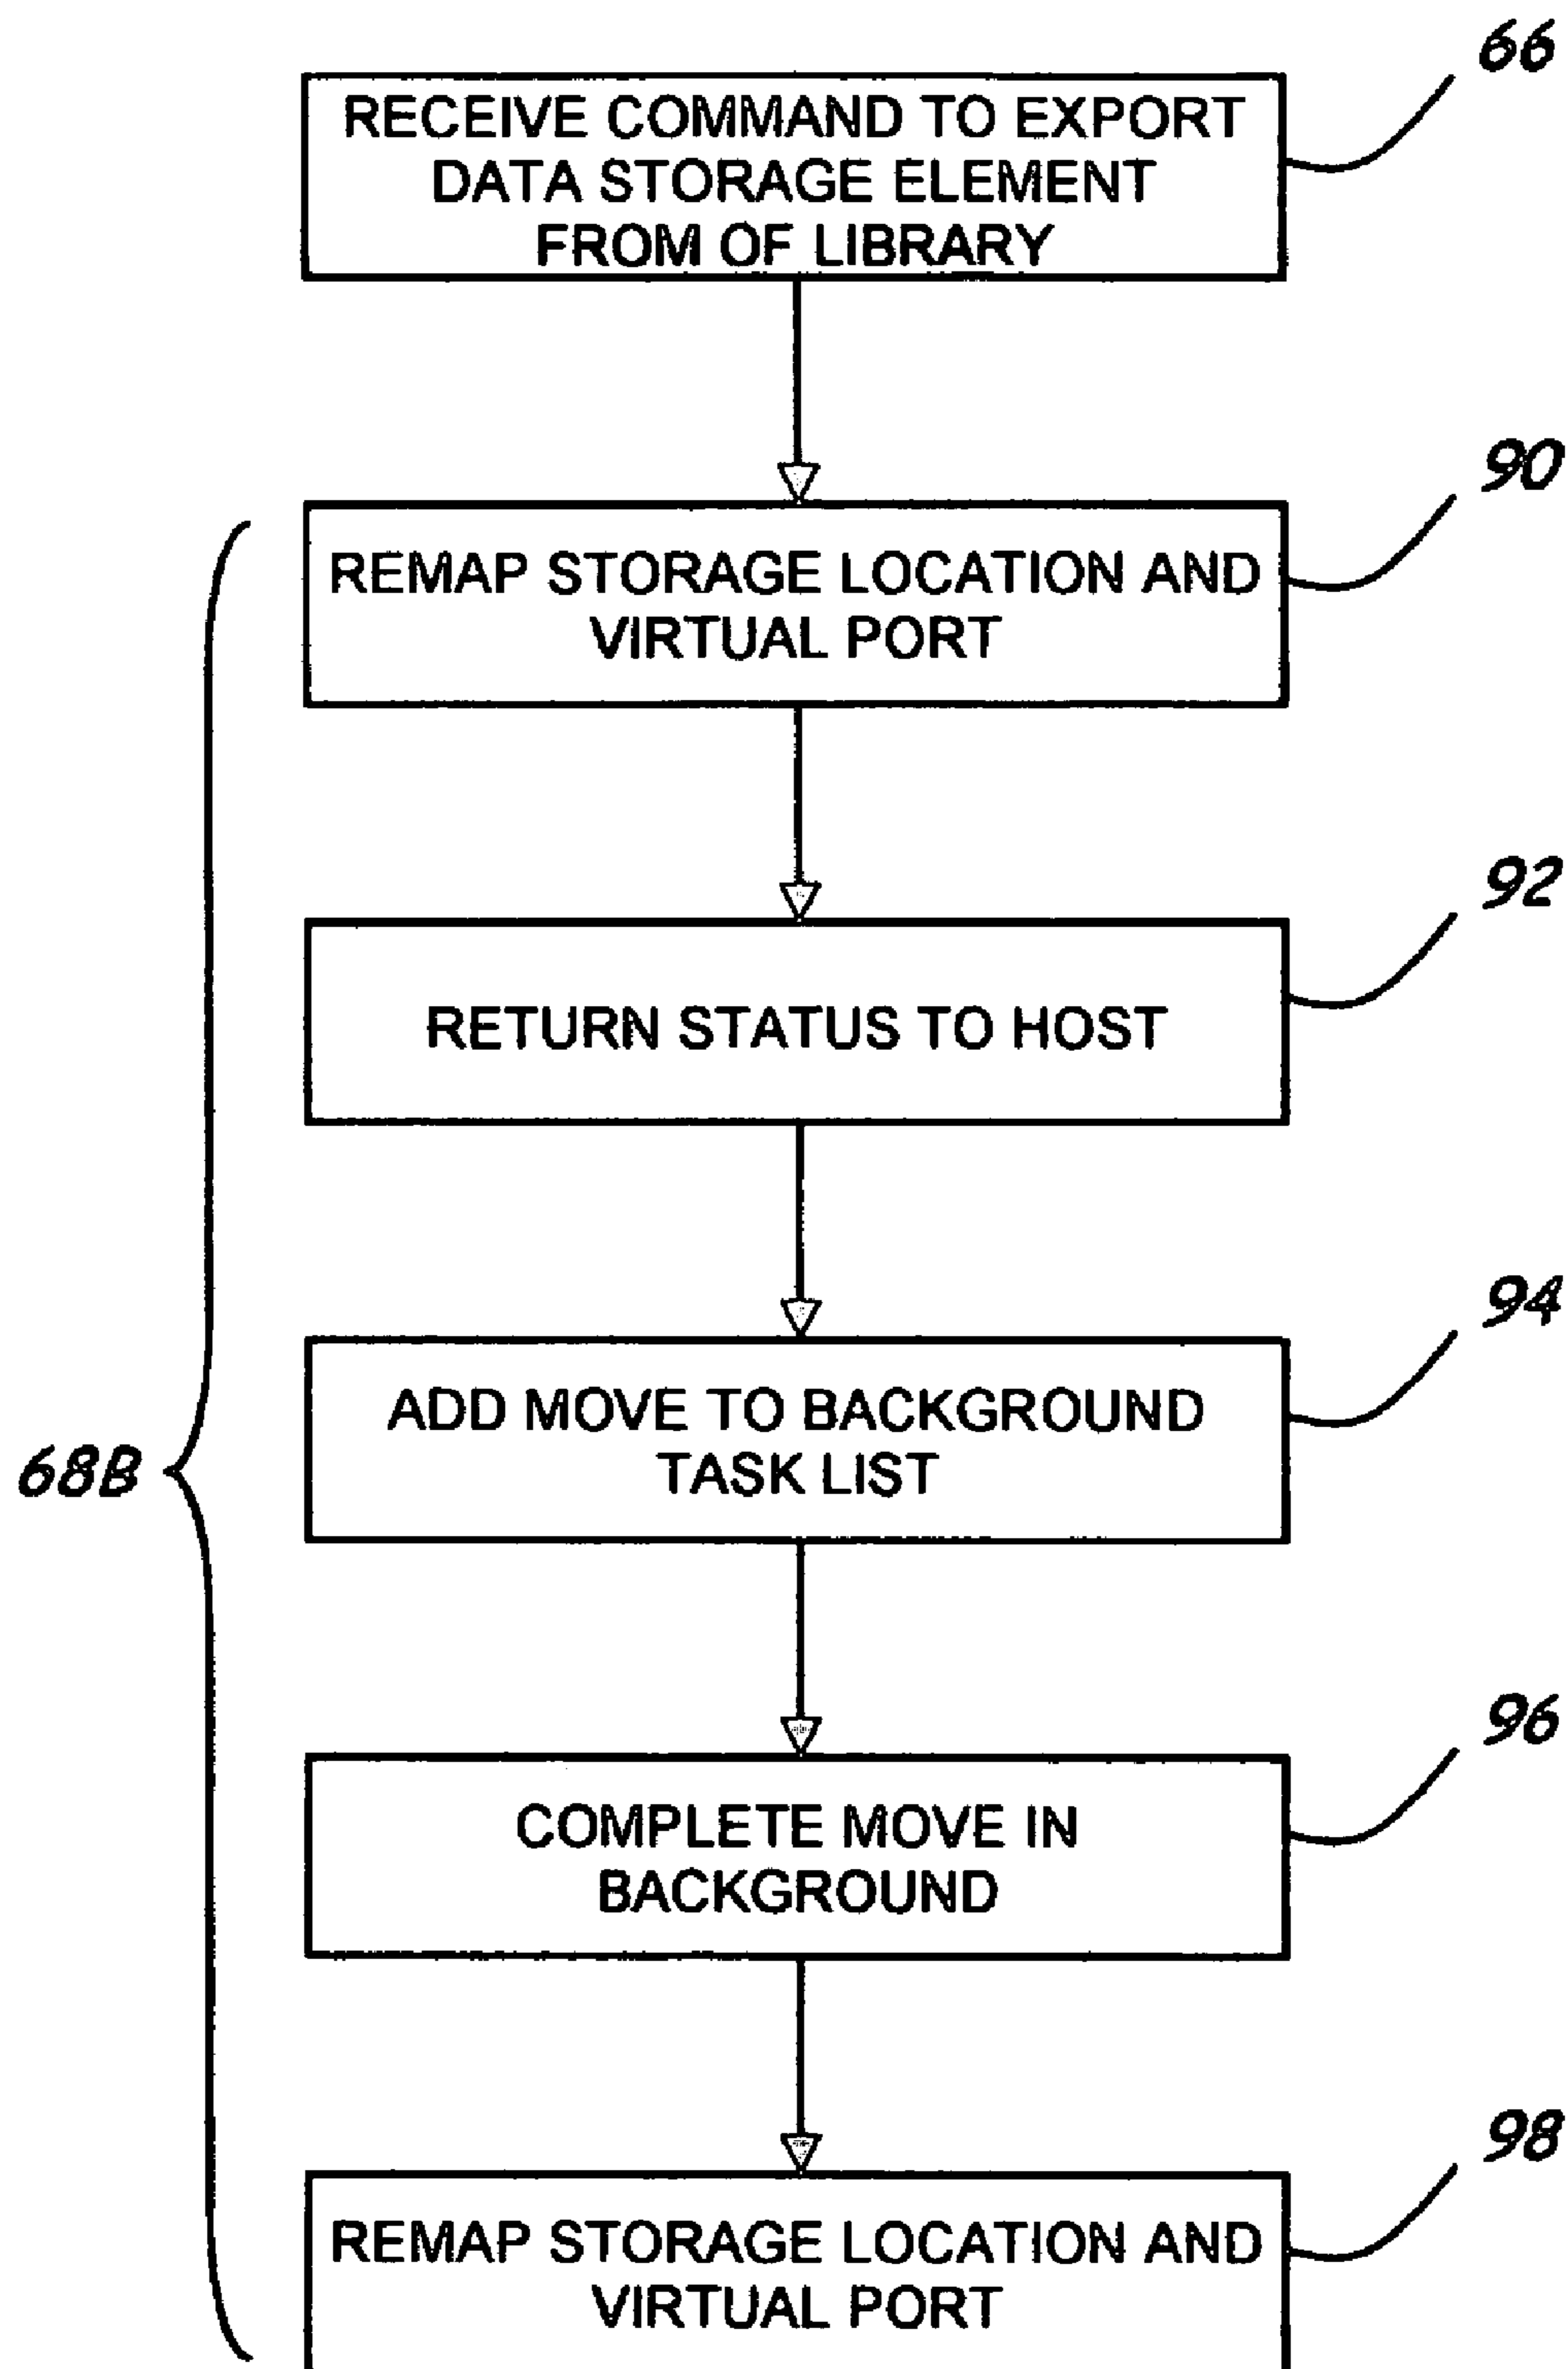 66
RECEIVE COMMAND TO EXPORT
DATA STORAGE ELEMENT
FROM OF LIBRARY
90
REMAP STORAGE LOCATION AND
VIRTUAL PORT
92
RETURN STATUS TO HOST
94
ADD MOVE TO BACKGROUND
TASK LIST
68B
96
COMPLETE MOVE IN
BACKGROUND
98
REMAP STORAGE LOCATION AND
VIRTUAL PORT